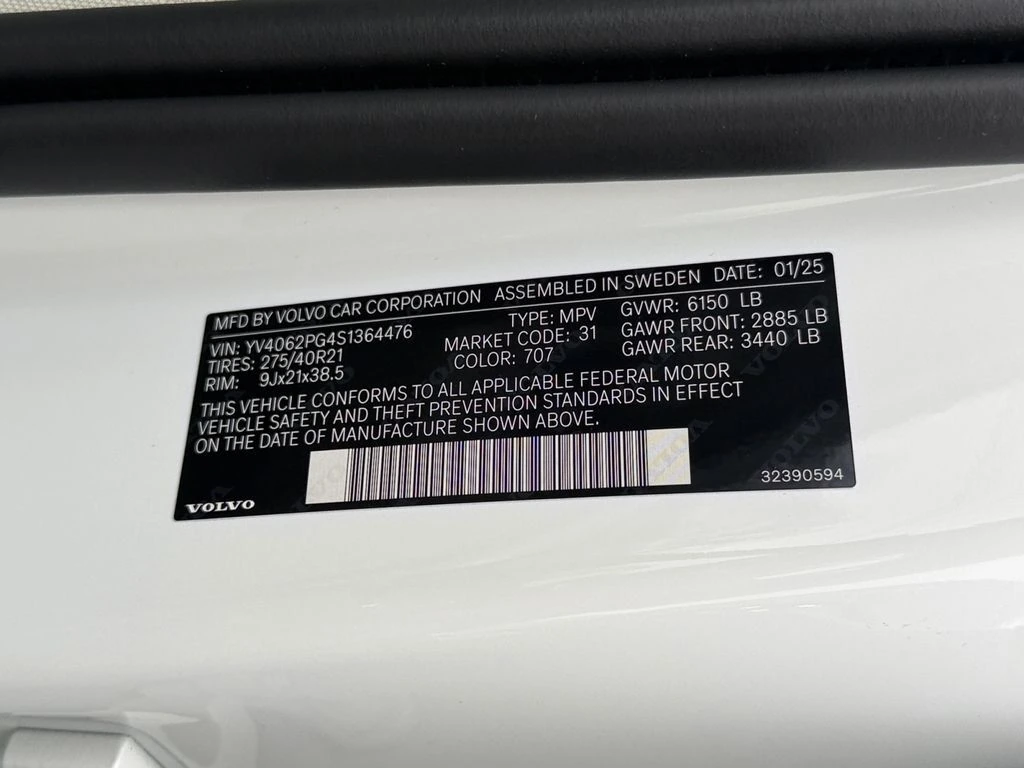 MFD BY VOLVO CAR CORPORATION ASSEMBLED IN SWEDEN DATE: 01/25
VIN: YV4062PG4S1364476 TYPE: MPV GVWR: 6150 LB
TIRES: 275/40R21 MARKET CODE: 31 GAWR FRONT: 2885 LB
RIM: 9Jx21x38.5 COLOR: 707 GAWR REAR: 3440 LB
THIS VEHICLE CONFORMS TO ALL APPLICABLE FEDERAL MOTOR
VEHICLE SAFETY AND THEFT PREVENTION STANDARDS IN EFFECT
ON THE DATE OF MANUFACTURE SHOWN ABOVE.
VOLVO 32390594